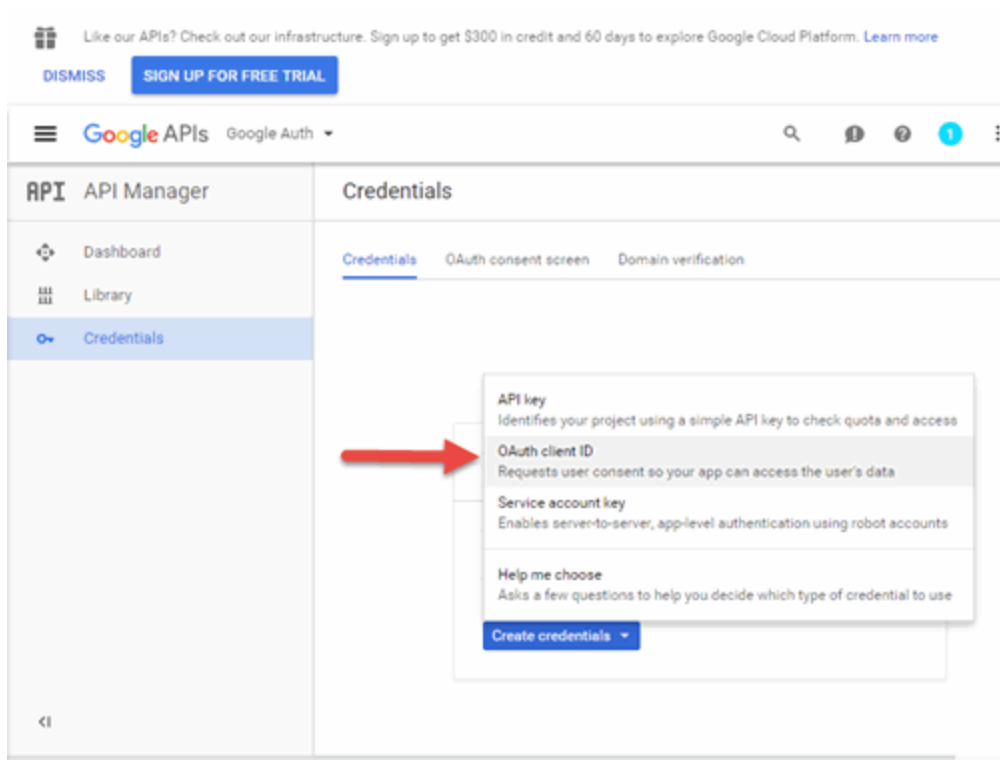 Like our APIs? Check out our infrastructure. Sign up to get $300 in credit and 60 days to explore Google Cloud Platform. Learn more
DISMISS
SIGN UP FOR FREE TRIAL
Google APIs
Google Auth
1
API
API Manager
Credentials
Dashboard
Library
Credentials
Credentials
OAuth consent screen
Domain verification
API key
Identifies your project using a simple API key to check quota and access
OAuth client ID
Requests user consent so your app can access the user's data
Service account key
Enables server-to-server, app-level authentication using robot accounts
Help me choose
Asks a few questions to help you decide which type of credential to use
Create credentials